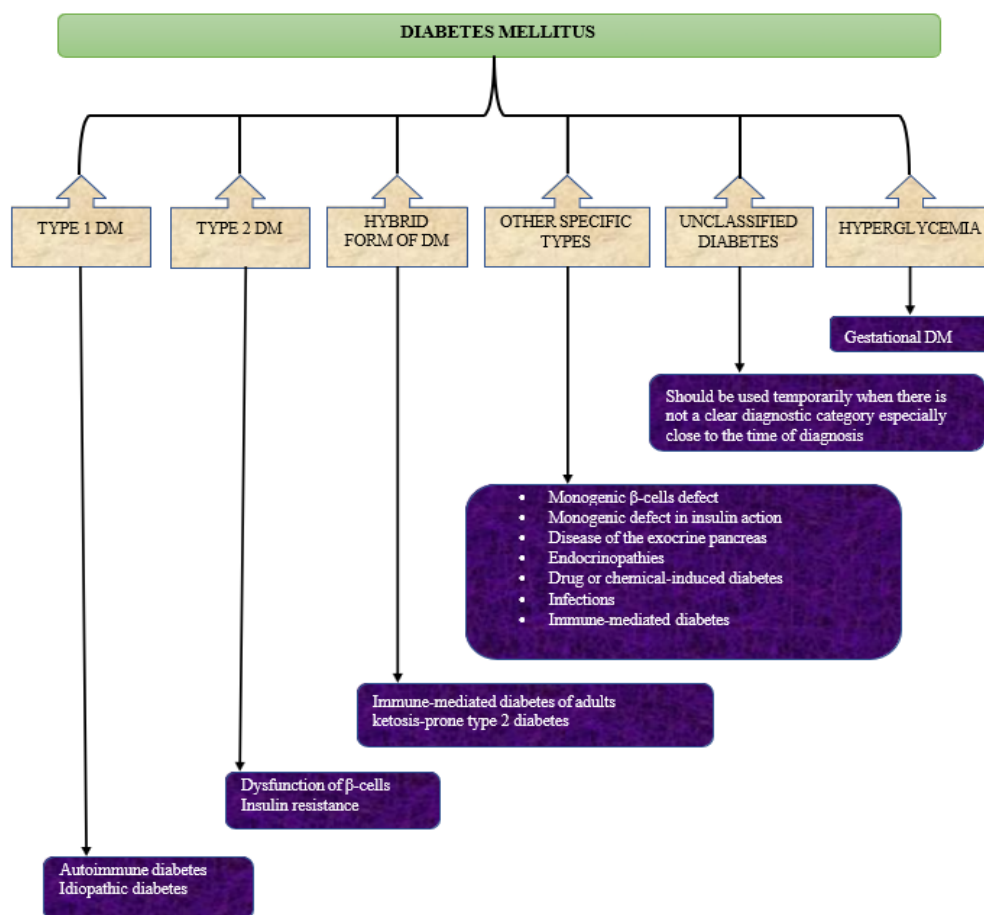 DIABETES MELLITUS
TYPE 1 DM
TYPE 2 DM
HYBRID
FORM OF DM
OTHER SPECIFIC
TYPES
UNCLASSIFIED
DIABETES
HYPERGLYCEMIA
Gestational DM
Should be used temporarily when there is
not a clear diagnostic category especially
close to the time of diagnosis
• Monogenic β-cells defect
• Monogenic defect in insulin action
• Disease of the exocrine pancreas
• Endocrinopathies
• Drug or chemical-induced diabetes
• Infections
• Immune-mediated diabetes
Immune-mediated diabetes of adults
ketosis-prone type 2 diabetes
Dysfunction of β-cells
Insulin resistance
Autoimmune diabetes
Idiopathic diabetes